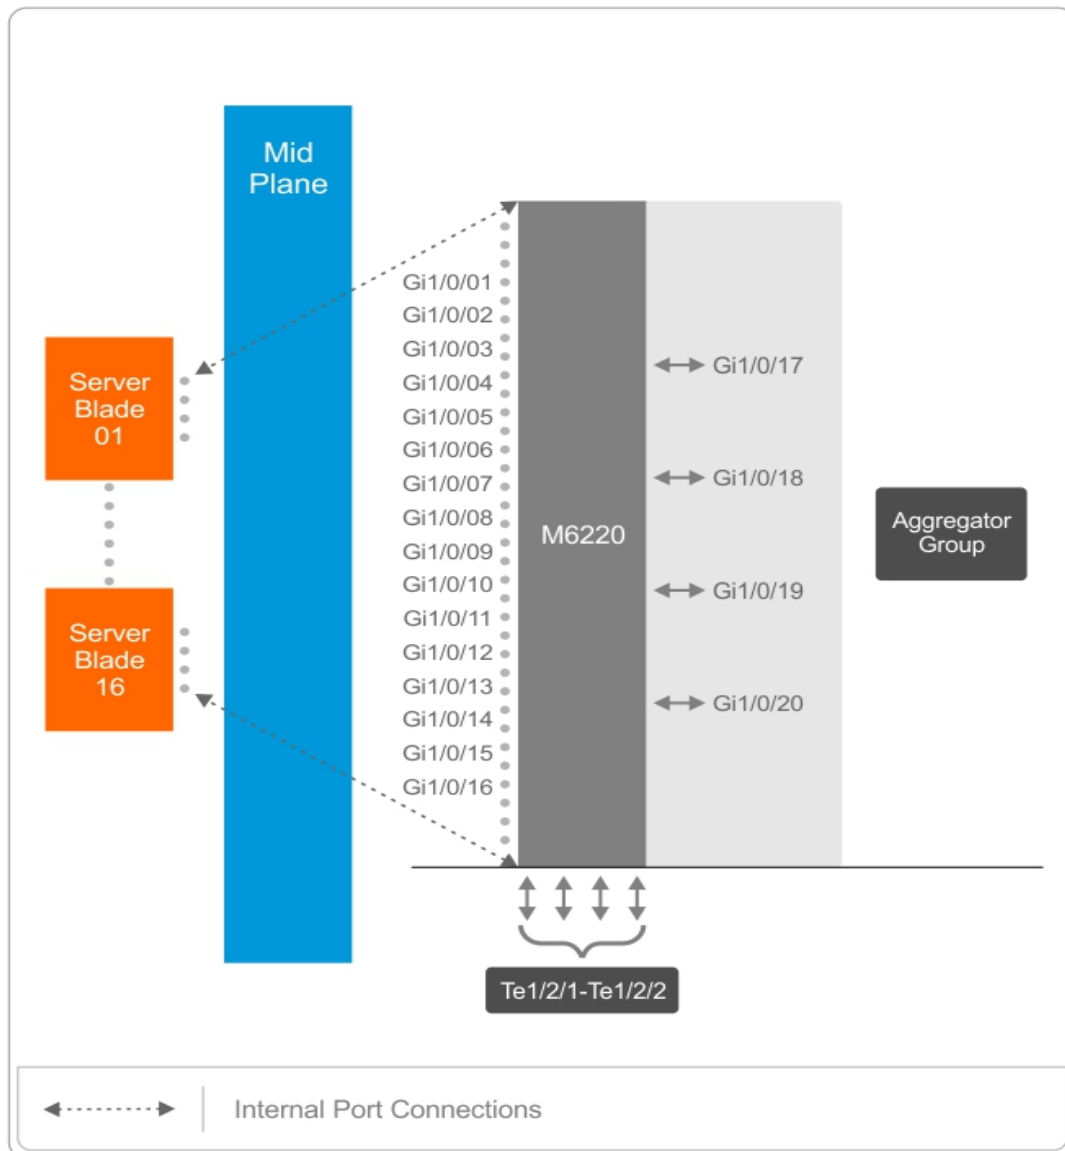 Mid
Plane
Server
Blade
01
Server
Blade
16
Gi1/0/01
Gi1/0/02
Gi1/0/03
Gi1/0/04
Gi1/0/05
Gi1/0/06
Gi1/0/07
Gi1/0/08
Gi1/0/09
Gi1/0/10
Gi1/0/11
Gi1/0/12
Gi1/0/13
Gi1/0/14
Gi1/0/15
Gi1/0/16
M6220
Gi1/0/17
Gi1/0/18
Gi1/0/19
Gi1/0/20
Aggregator
Group
Te1/2/1-Te1/2/2
Internal Port Connections